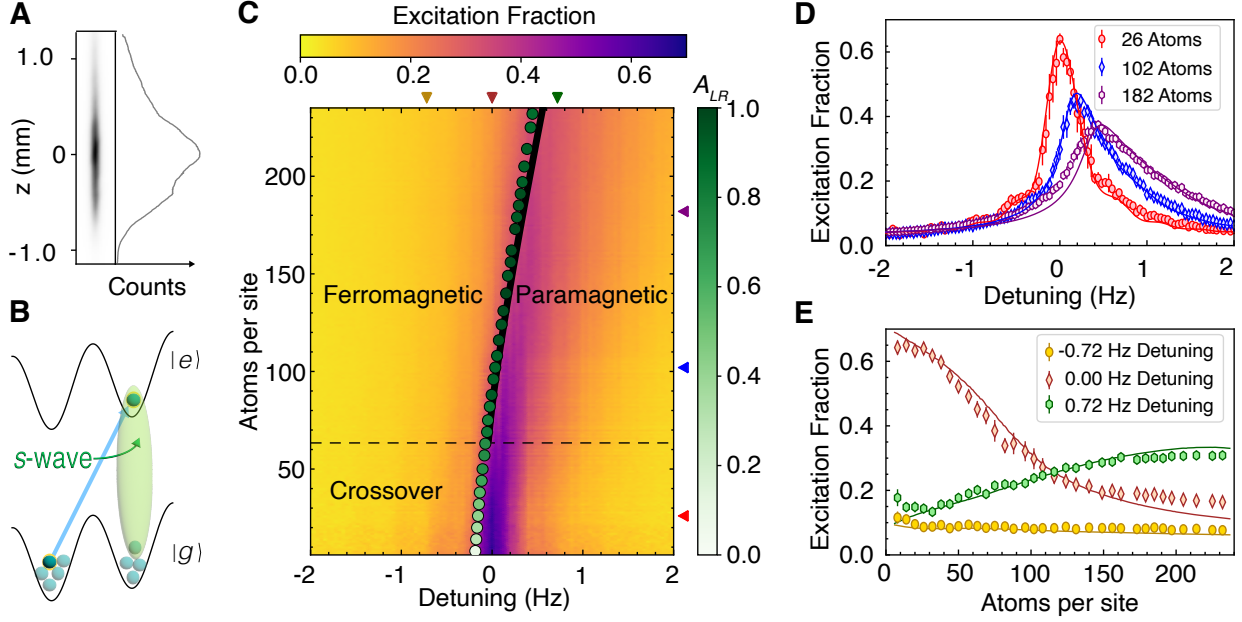 A
1.0
0
-1.0
z (mm)
Counts
B
|e⟩
s-wave
|g⟩
C
Excitation Fraction
0.0
0.2
0.4
0.6
A_LR
1.0
0.8
0.6
0.4
0.2
0.0
Atoms per site
200
150
100
50
Ferromagnetic
Paramagnetic
Crossover
-2
-1
0
1
2
Detuning (Hz)
D
Excitation Fraction
0.6
0.4
0.2
0.0
26 Atoms
102 Atoms
182 Atoms
-2
-1
0
1
2
Detuning (Hz)
E
Excitation Fraction
0.6
0.4
0.2
0.0
-0.72 Hz Detuning
0.00 Hz Detuning
0.72 Hz Detuning
0
50
100
150
200
Atoms per site